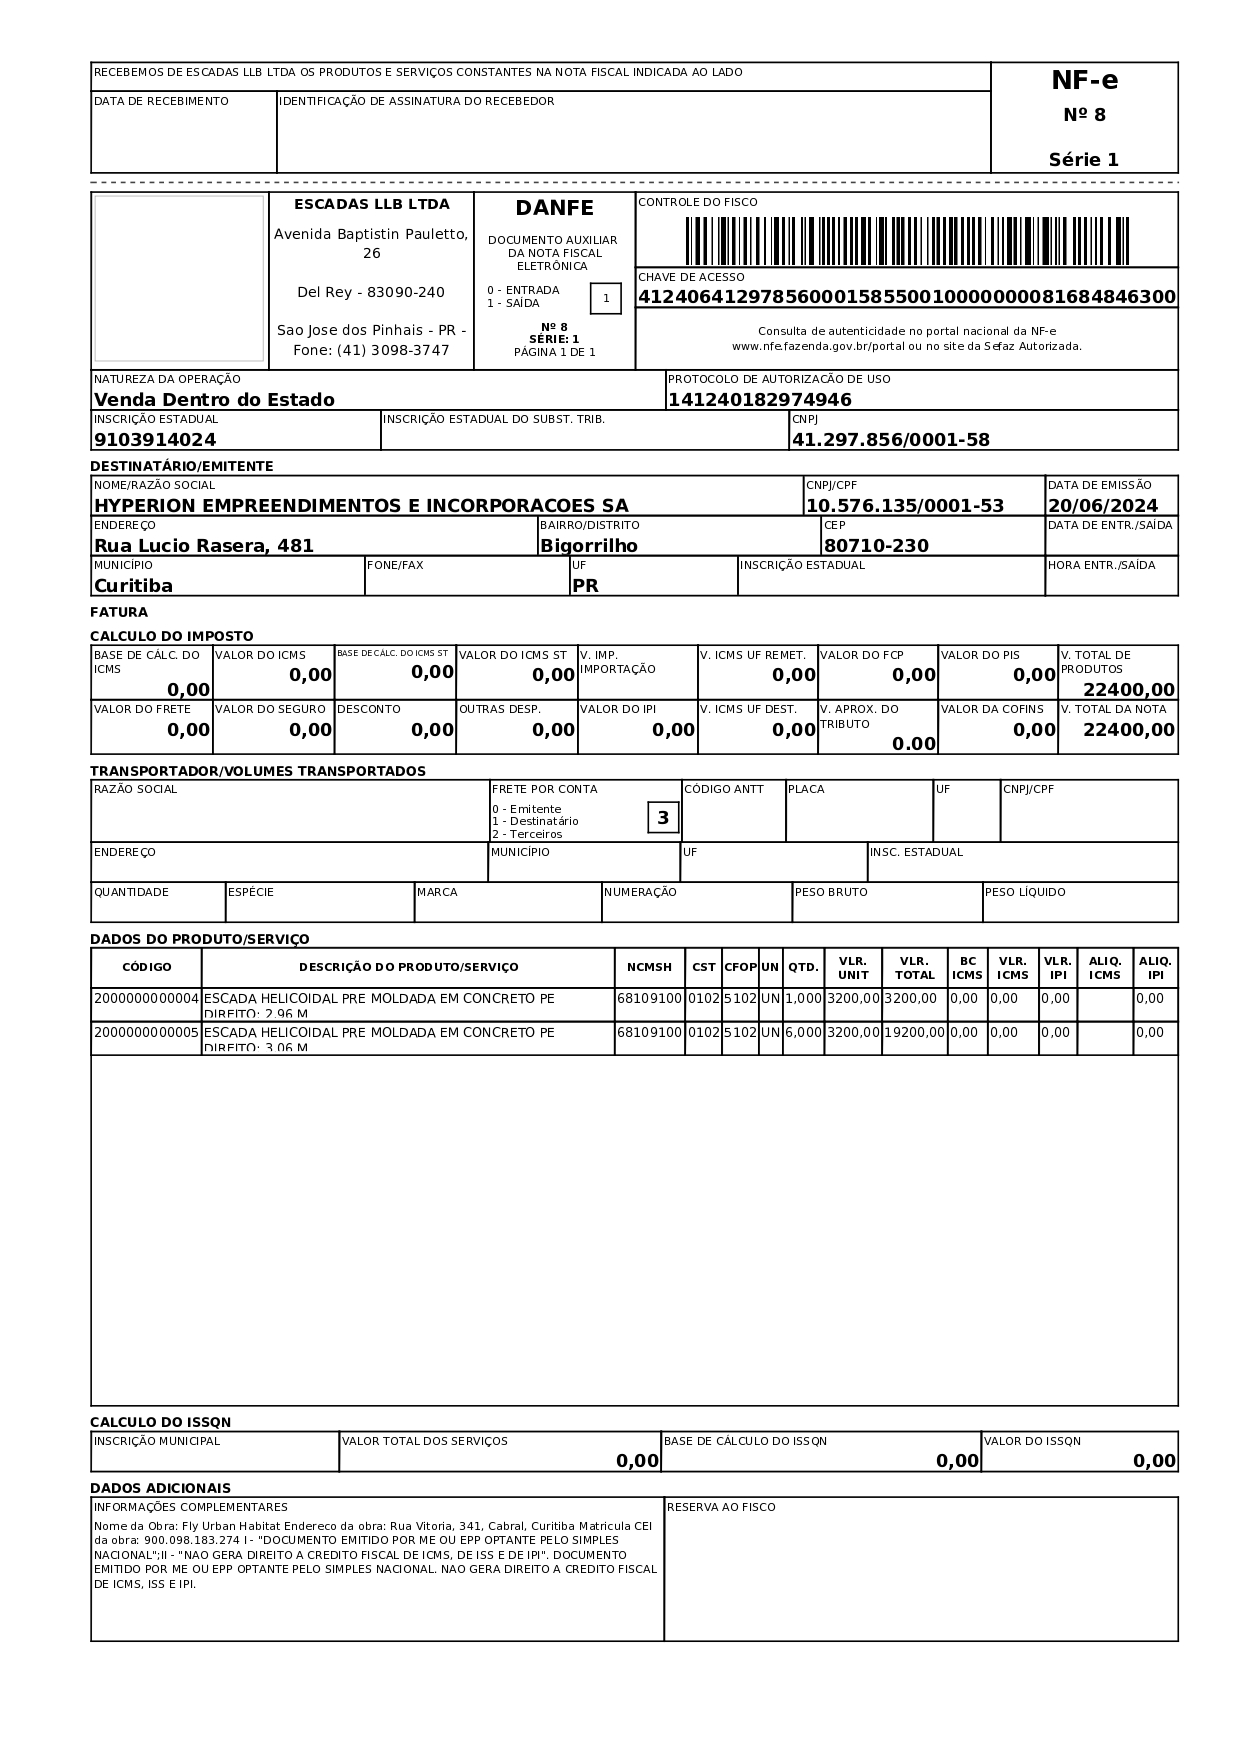 RECEBEMOS DE ESCADAS LLB LTDA OS PRODUTOS E SERVIÇOS CONSTANTES NA NOTA FISCAL INDICADA AO LADO
NF-e
Nº 8
Série 1
DATA DE RECEBIMENTO
IDENTIFICAÇÃO DE ASSINATURA DO RECEBEDOR
ESCADAS LLB LTDA
Avenida Baptistin Pauletto,
26
Del Rey - 83090-240
Sao Jose dos Pinhais - PR -
Fone: (41) 3098-3747
DANFE
DOCUMENTO AUXILIAR
DA NOTA FISCAL
ELETRÔNICA
0 - ENTRADA
1 - SAÍDA
1
Nº 8
SÉRIE: 1
PÁGINA 1 DE 1
CONTROLE DO FISCO
CHAVE DE ACESSO
41240641297856000158550010000000081684846300
Consulta de autenticidade no portal nacional da NF-e
www.nfe.fazenda.gov.br/portal ou no site da Sefaz Autorizada.
NATUREZA DA OPERAÇÃO
Venda Dentro do Estado
PROTOCOLO DE AUTORIZACÃO DE USO
141240182974946
INSCRIÇÃO ESTADUAL
9103914024
INSCRIÇÃO ESTADUAL DO SUBST. TRIB.
CNPJ
41.297.856/0001-58
DESTINATÁRIO/EMITENTE
NOME/RAZÃO SOCIAL
HYPERION EMPREENDIMENTOS E INCORPORACOES SA
CNPJ/CPF
10.576.135/0001-53
DATA DE EMISSÃO
20/06/2024
ENDEREÇO
Rua Lucio Rasera, 481
BAIRRO/DISTRITO
Bigorrilho
CEP
80710-230
DATA DE ENTR./SAÍDA
MUNICÍPIO
Curitiba
FONE/FAX
UF
PR
INSCRIÇÃO ESTADUAL
HORA ENTR./SAÍDA
FATURA
CALCULO DO IMPOSTO
BASE DE CÁLC. DO
ICMS
0,00
VALOR DO ICMS
0,00
BASE DE CÁLC. DO ICMS ST
0,00
VALOR DO ICMS ST
0,00
V. IMP.
IMPORTAÇÃO
V. ICMS UF REMET.
0,00
VALOR DO FCP
0,00
VALOR DO PIS
0,00
V. TOTAL DE
PRODUTOS
22400,00
VALOR DO FRETE
0,00
VALOR DO SEGURO
0,00
DESCONTO
0,00
OUTRAS DESP.
0,00
VALOR DO IPI
0,00
V. ICMS UF DEST.
0,00
V. APROX. DO
TRIBUTO
0.00
VALOR DA COFINS
0,00
V. TOTAL DA NOTA
22400,00
TRANSPORTADOR/VOLUMES TRANSPORTADOS
RAZÃO SOCIAL
FRETE POR CONTA
0 - Emitente
1 - Destinatário
2 - Terceiros
3
CÓDIGO ANTT
PLACA
UF
CNPJ/CPF
ENDEREÇO
MUNICÍPIO
UF
INSC. ESTADUAL
QUANTIDADE
ESPÉCIE
MARCA
NUMERAÇÃO
PESO BRUTO
PESO LÍQUIDO
DADOS DO PRODUTO/SERVIÇO
CÓDIGO DESCRIÇÃO DO PRODUTO/SERVIÇO NCMSH CST CFOP UN QTD. VLR. UNIT VLR. TOTAL BC ICMS VLR. ICMS VLR. IPI ALIQ. ICMS ALIQ. IPI
2000000000004 ESCADA HELICOIDAL PRE MOLDADA EM CONCRETO PE 68109100 0102 5102 UN 1,000 3200,00 3200,00 0,00 0,00 0,00 0,00
DIREITO: 2.96 M
2000000000005 ESCADA HELICOIDAL PRE MOLDADA EM CONCRETO PE 68109100 0102 5102 UN 6,000 3200,00 19200,00 0,00 0,00 0,00 0,00
DIREITO: 3.06 M
CALCULO DO ISSQN
INSCRIÇÃO MUNICIPAL
VALOR TOTAL DOS SERVIÇOS
0,00
BASE DE CÁLCULO DO ISSQN
0,00
VALOR DO ISSQN
0,00
DADOS ADICIONAIS
INFORMAÇÕES COMPLEMENTARES
Nome da Obra: Fly Urban Habitat Endereco da obra: Rua Vitoria, 341, Cabral, Curitiba Matricula CEI
da obra: 900.098.183.274 I - "DOCUMENTO EMITIDO POR ME OU EPP OPTANTE PELO SIMPLES
NACIONAL";II - "NAO GERA DIREITO A CREDITO FISCAL DE ICMS, DE ISS E DE IPI". DOCUMENTO
EMITIDO POR ME OU EPP OPTANTE PELO SIMPLES NACIONAL. NAO GERA DIREITO A CREDITO FISCAL
DE ICMS, ISS E IPI.
RESERVA AO FISCO